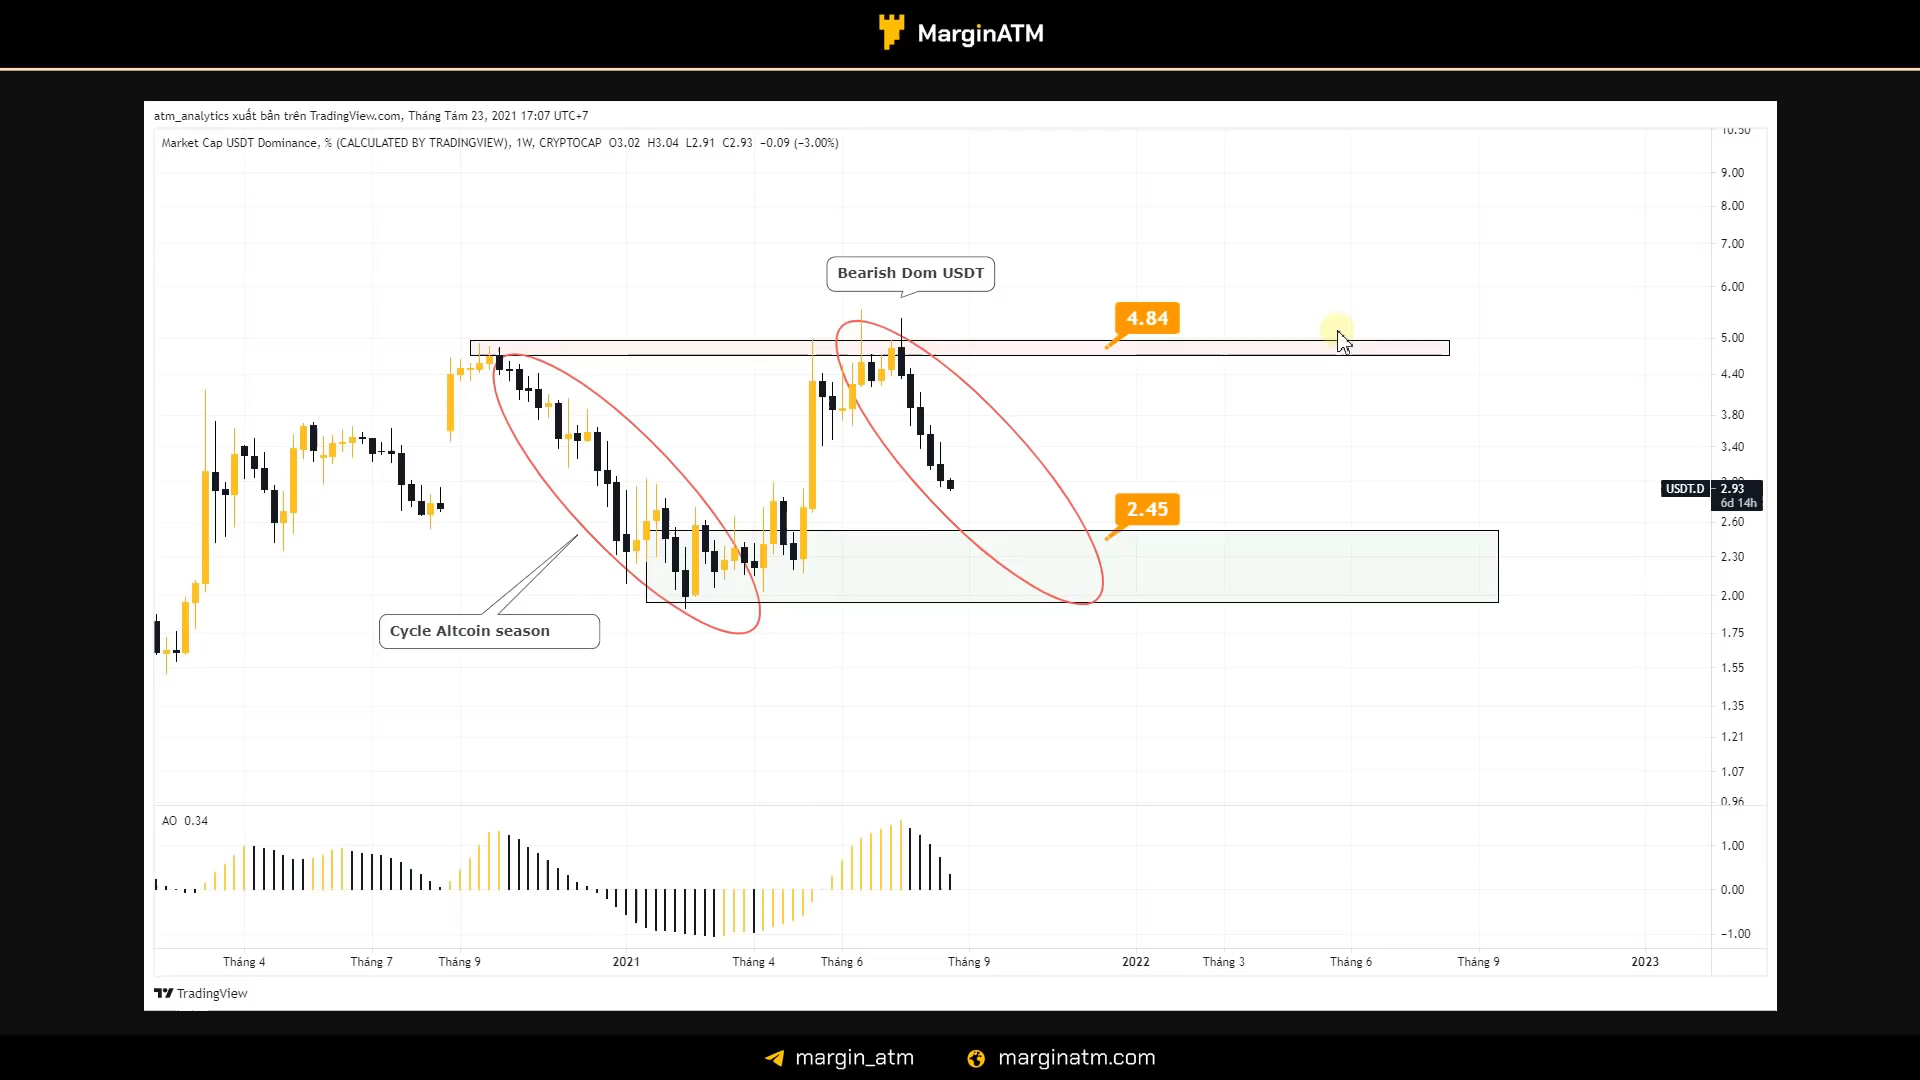 MarginATM
atm_analytics xuất bản trên TradingView.com, Tháng Tám 23, 2021 17:07 UTC+7
Market Cap USDT Dominance, % (CALCULATED BY TRADINGVIEW), 1W, CRYPTOCAP O3.02 H3.04 L2.91 C2.93 −0.09 (−3.00%)
10.50
9.00
8.00
7.00
Bearish Dom USDT
6.00
4.84
5.00
4.40
3.80
3.40
USDT.D 2.93
6d 14h
2.45
2.60
2.30
2.00
Cycle Altcoin season
1.75
1.55
1.35
1.21
1.07
0.96
AO 0.34
1.00
0.00
−1.00
Tháng 4 Tháng 7 Tháng 9 2021 Tháng 4 Tháng 6 Tháng 9 2022 Tháng 3 Tháng 6 Tháng 9 2023
TradingView
margin_atm marginatm.com